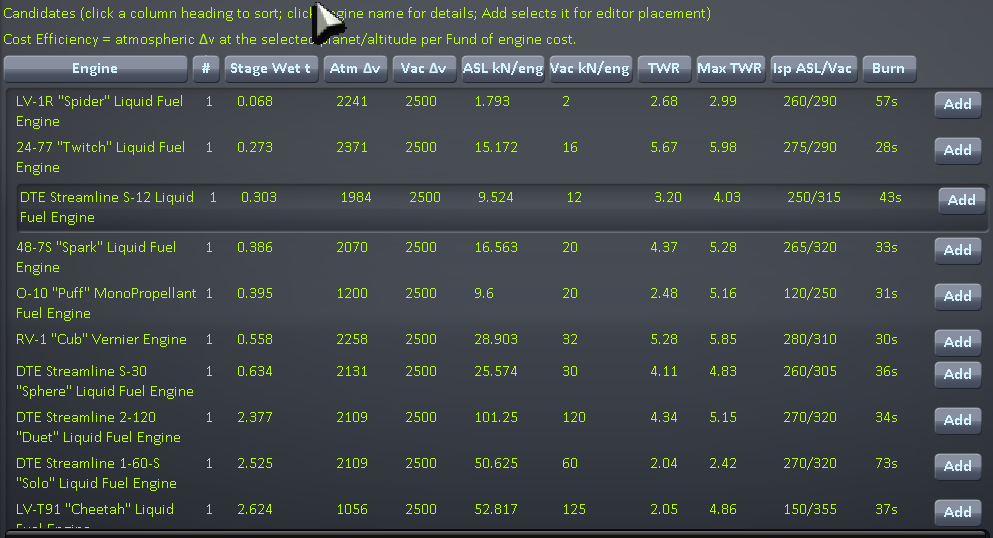 Candidates (click a column heading to sort; click engine name for details; Add selects it for editor placement)
Cost Efficiency = atmospheric Δv at the selected planet/altitude per Fund of engine cost.
Engine # Stage Wet t Atm Δv Vac Δv ASL kN/eng Vac kN/eng TWR Max TWR Isp ASL/Vac Burn
LV-1R "Spider" Liquid Fuel 1 0.068 2241 2500 1.793 2 2.68 2.99 260/290 57s Add
Engine
24-77 "Twitch" Liquid Fuel 1 0.273 2371 2500 15.172 16 5.67 5.98 275/290 28s Add
Engine
DTE Streamline S-12 Liquid 1 0.303 1984 2500 9.524 12 3.20 4.03 250/315 43s Add
Fuel Engine
48-7S "Spark" Liquid Fuel 1 0.386 2070 2500 16.563 20 4.37 5.28 265/320 33s Add
Engine
O-10 "Puff" MonoPropellant 1 0.395 1200 2500 9.6 20 2.48 5.16 120/250 31s Add
Fuel Engine
RV-1 "Cub" Vernier Engine 1 0.558 2258 2500 28.903 32 5.28 5.85 280/310 30s Add
DTE Streamline S-30 1 0.634 2131 2500 25.574 30 4.11 4.83 260/305 36s Add
"Sphere" Liquid Fuel Engine
DTE Streamline 2-120 1 2.377 2109 2500 101.25 120 4.34 5.15 270/320 34s Add
"Duet" Liquid Fuel Engine
DTE Streamline 1-60-S 1 2.525 2109 2500 50.625 60 2.04 2.42 270/320 73s Add
"Solo" Liquid Fuel Engine
LV-T91 "Cheetah" Liquid 1 2.624 1056 2500 52.817 125 2.05 4.86 150/355 37s Add
Fuel Engine